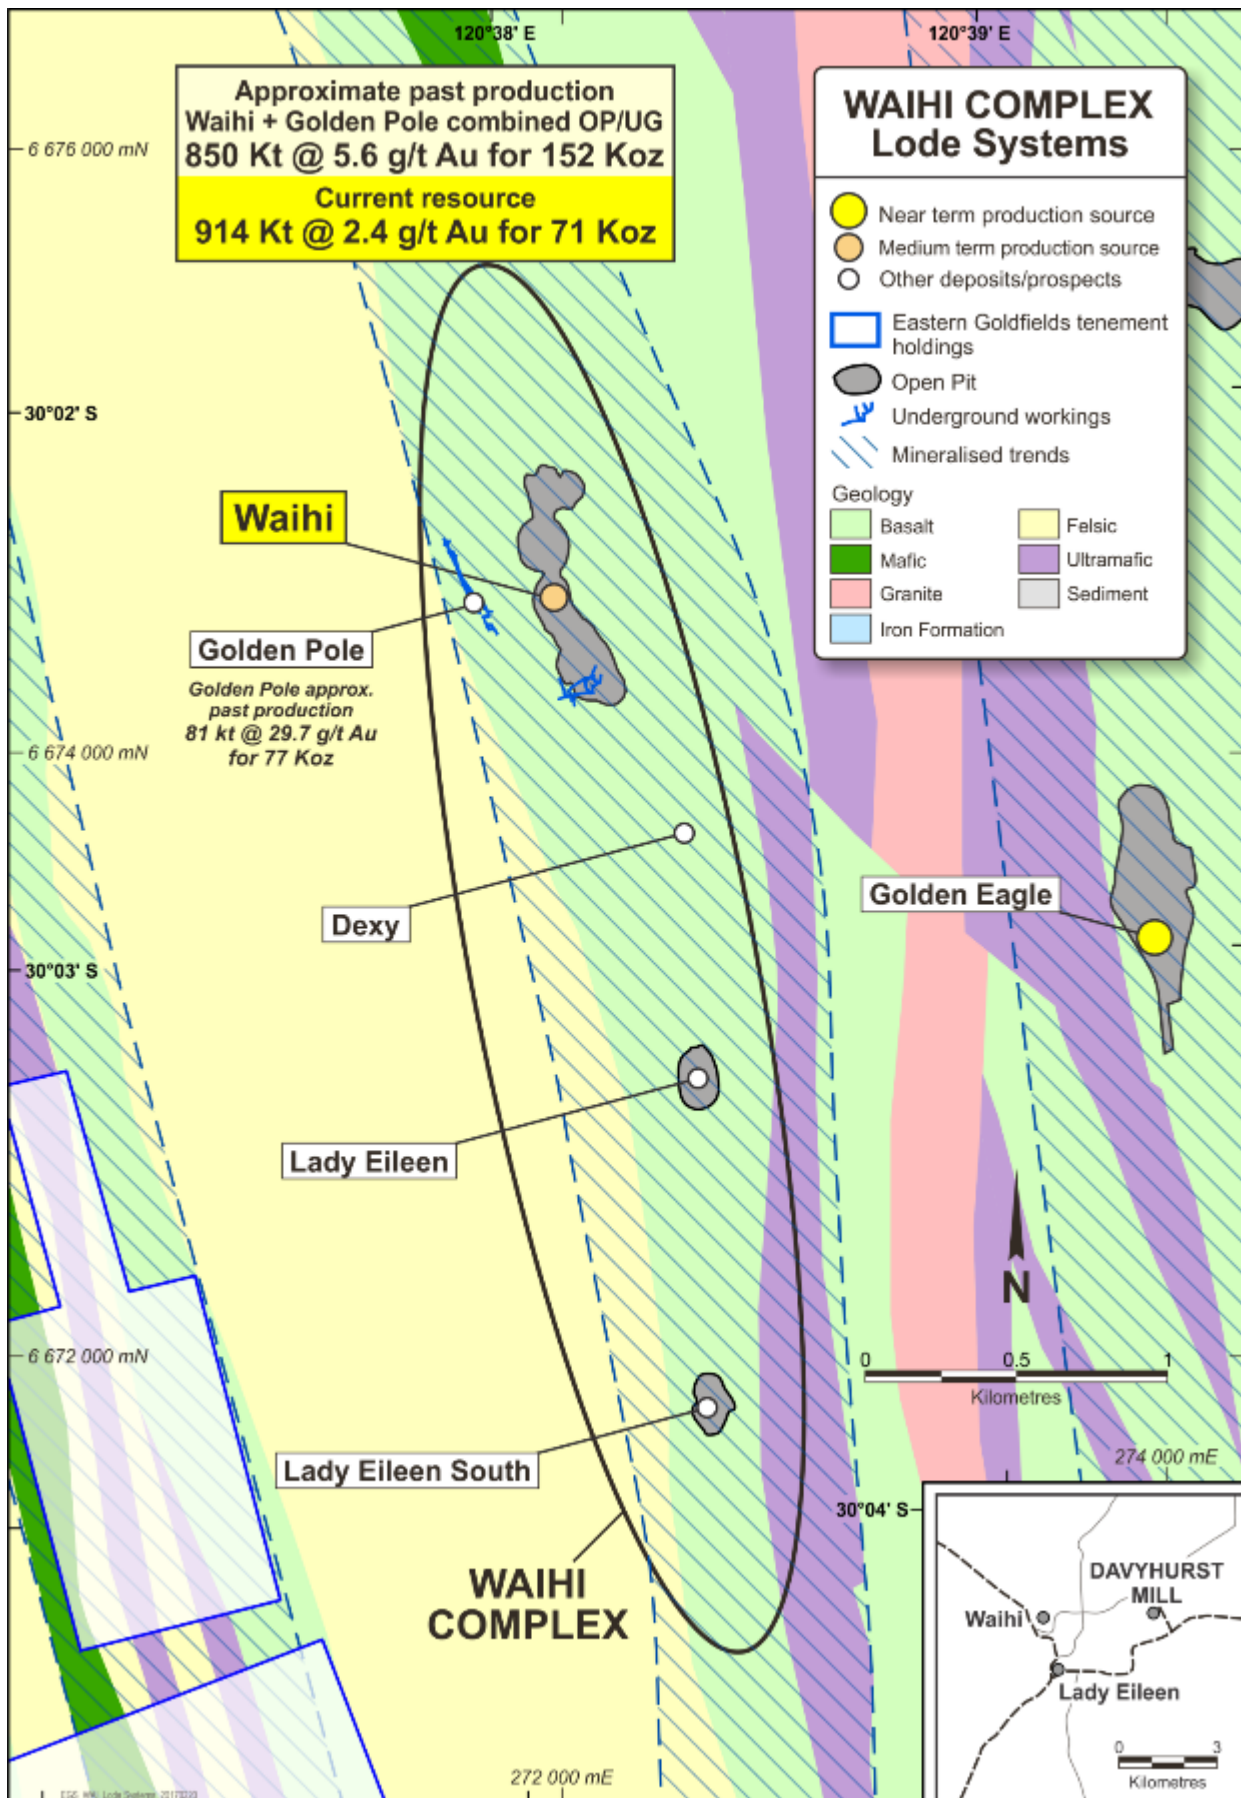 120°38' E
120°39' E
Approximate past production
Waihi + Golden Pole combined OP/UG
850 Kt @ 5.6 g/t Au for 152 Koz
Current resource
914 Kt @ 2.4 g/t Au for 71 Koz
WAIHI COMPLEX
Lode Systems
Near term production source
Medium term production source
Other deposits/prospects
Eastern Goldfields tenement
holdings
Open Pit
Underground workings
Mineralised trends
Geology
Basalt
Felsic
Mafic
Ultramafic
Granite
Sediment
Iron Formation
6 676 000 mN
30°02' S
Waihi
Golden Pole
Golden Pole approx.
past production
81 kt @ 29.7 g/t Au
for 77 Koz
6 674 000 mN
Golden Eagle
Dexy
30°03' S
Lady Eileen
N
6 672 000 mN
0 0.5 1
Kilometres
Lady Eileen South
274 000 mE
30°04' S
WAIHI
COMPLEX
DAVYHURST
MILL
Waihi
Lady Eileen
0 3
Kilometres
272 000 mE